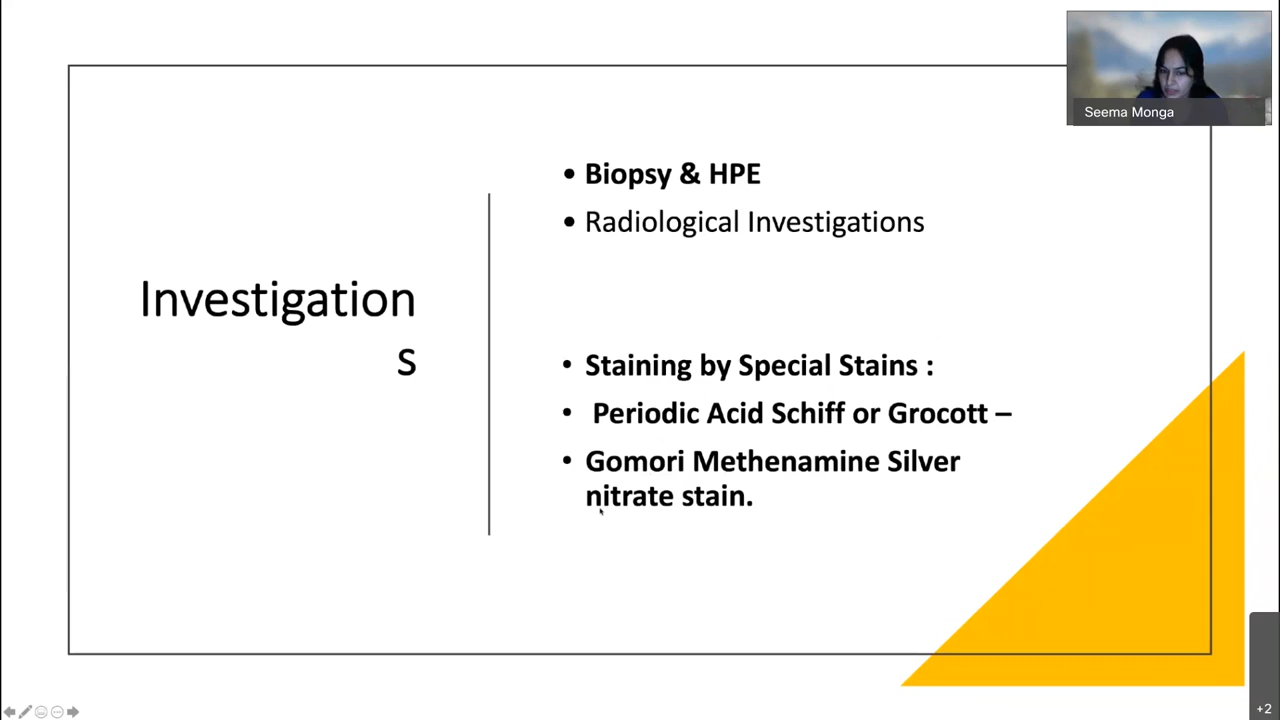 Seema Monga
Investigation
s
• Biopsy & HPE
• Radiological Investigations
• Staining by Special Stains :
• Periodic Acid Schiff or Grocott –
• Gomori Methenamine Silver
nitrate stain.
+2